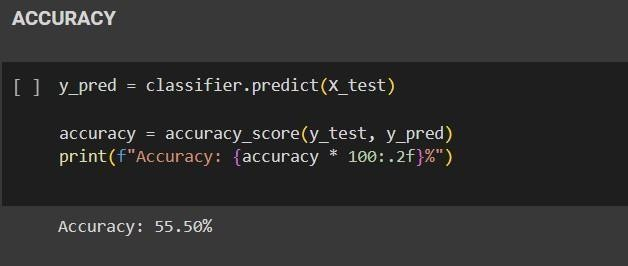 ACCURACY
[ ] y_pred = classifier.predict(X_test)
accuracy = accuracy_score(y_test, y_pred)
print(f"Accuracy: {accuracy * 100:.2f}%")
Accuracy: 55.50%